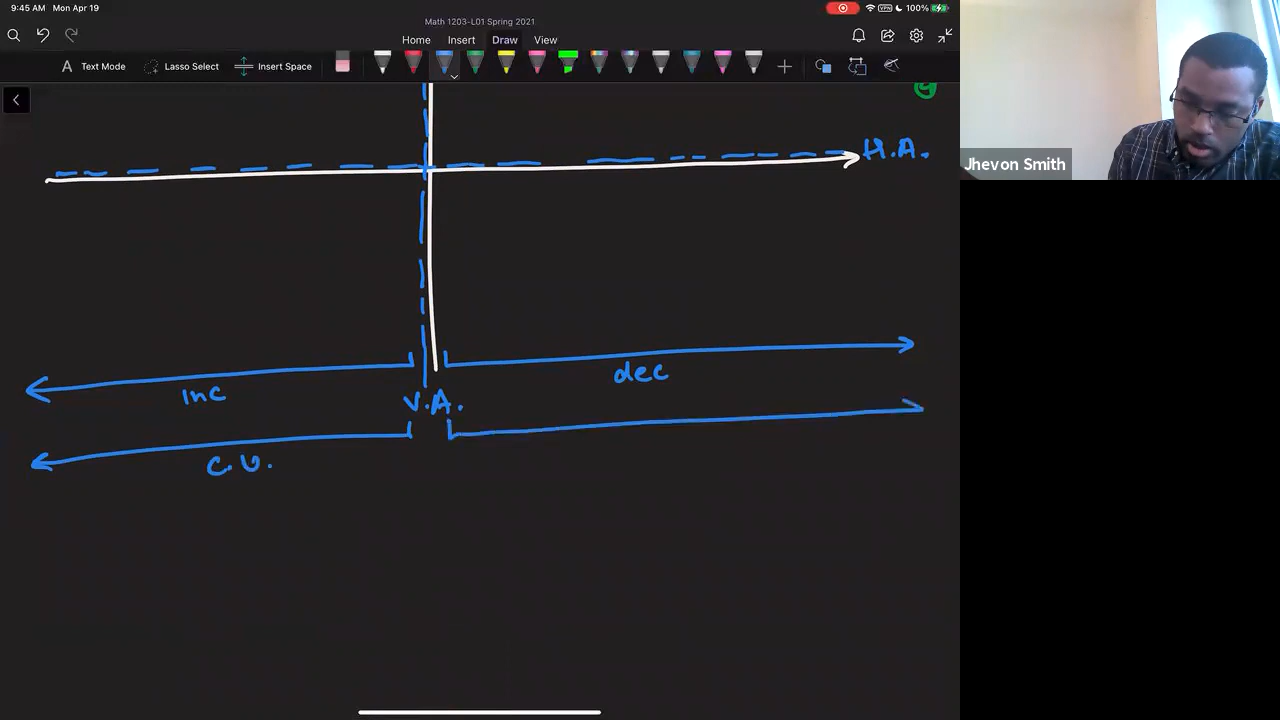 9:45 AM Mon Apr 19
100%
Math 1203-L01 Spring 2021
Home Insert Draw View
Text Mode Lasso Select Insert Space
H.A.
Jhevon Smith
inc
dec
V.A.
C.U.